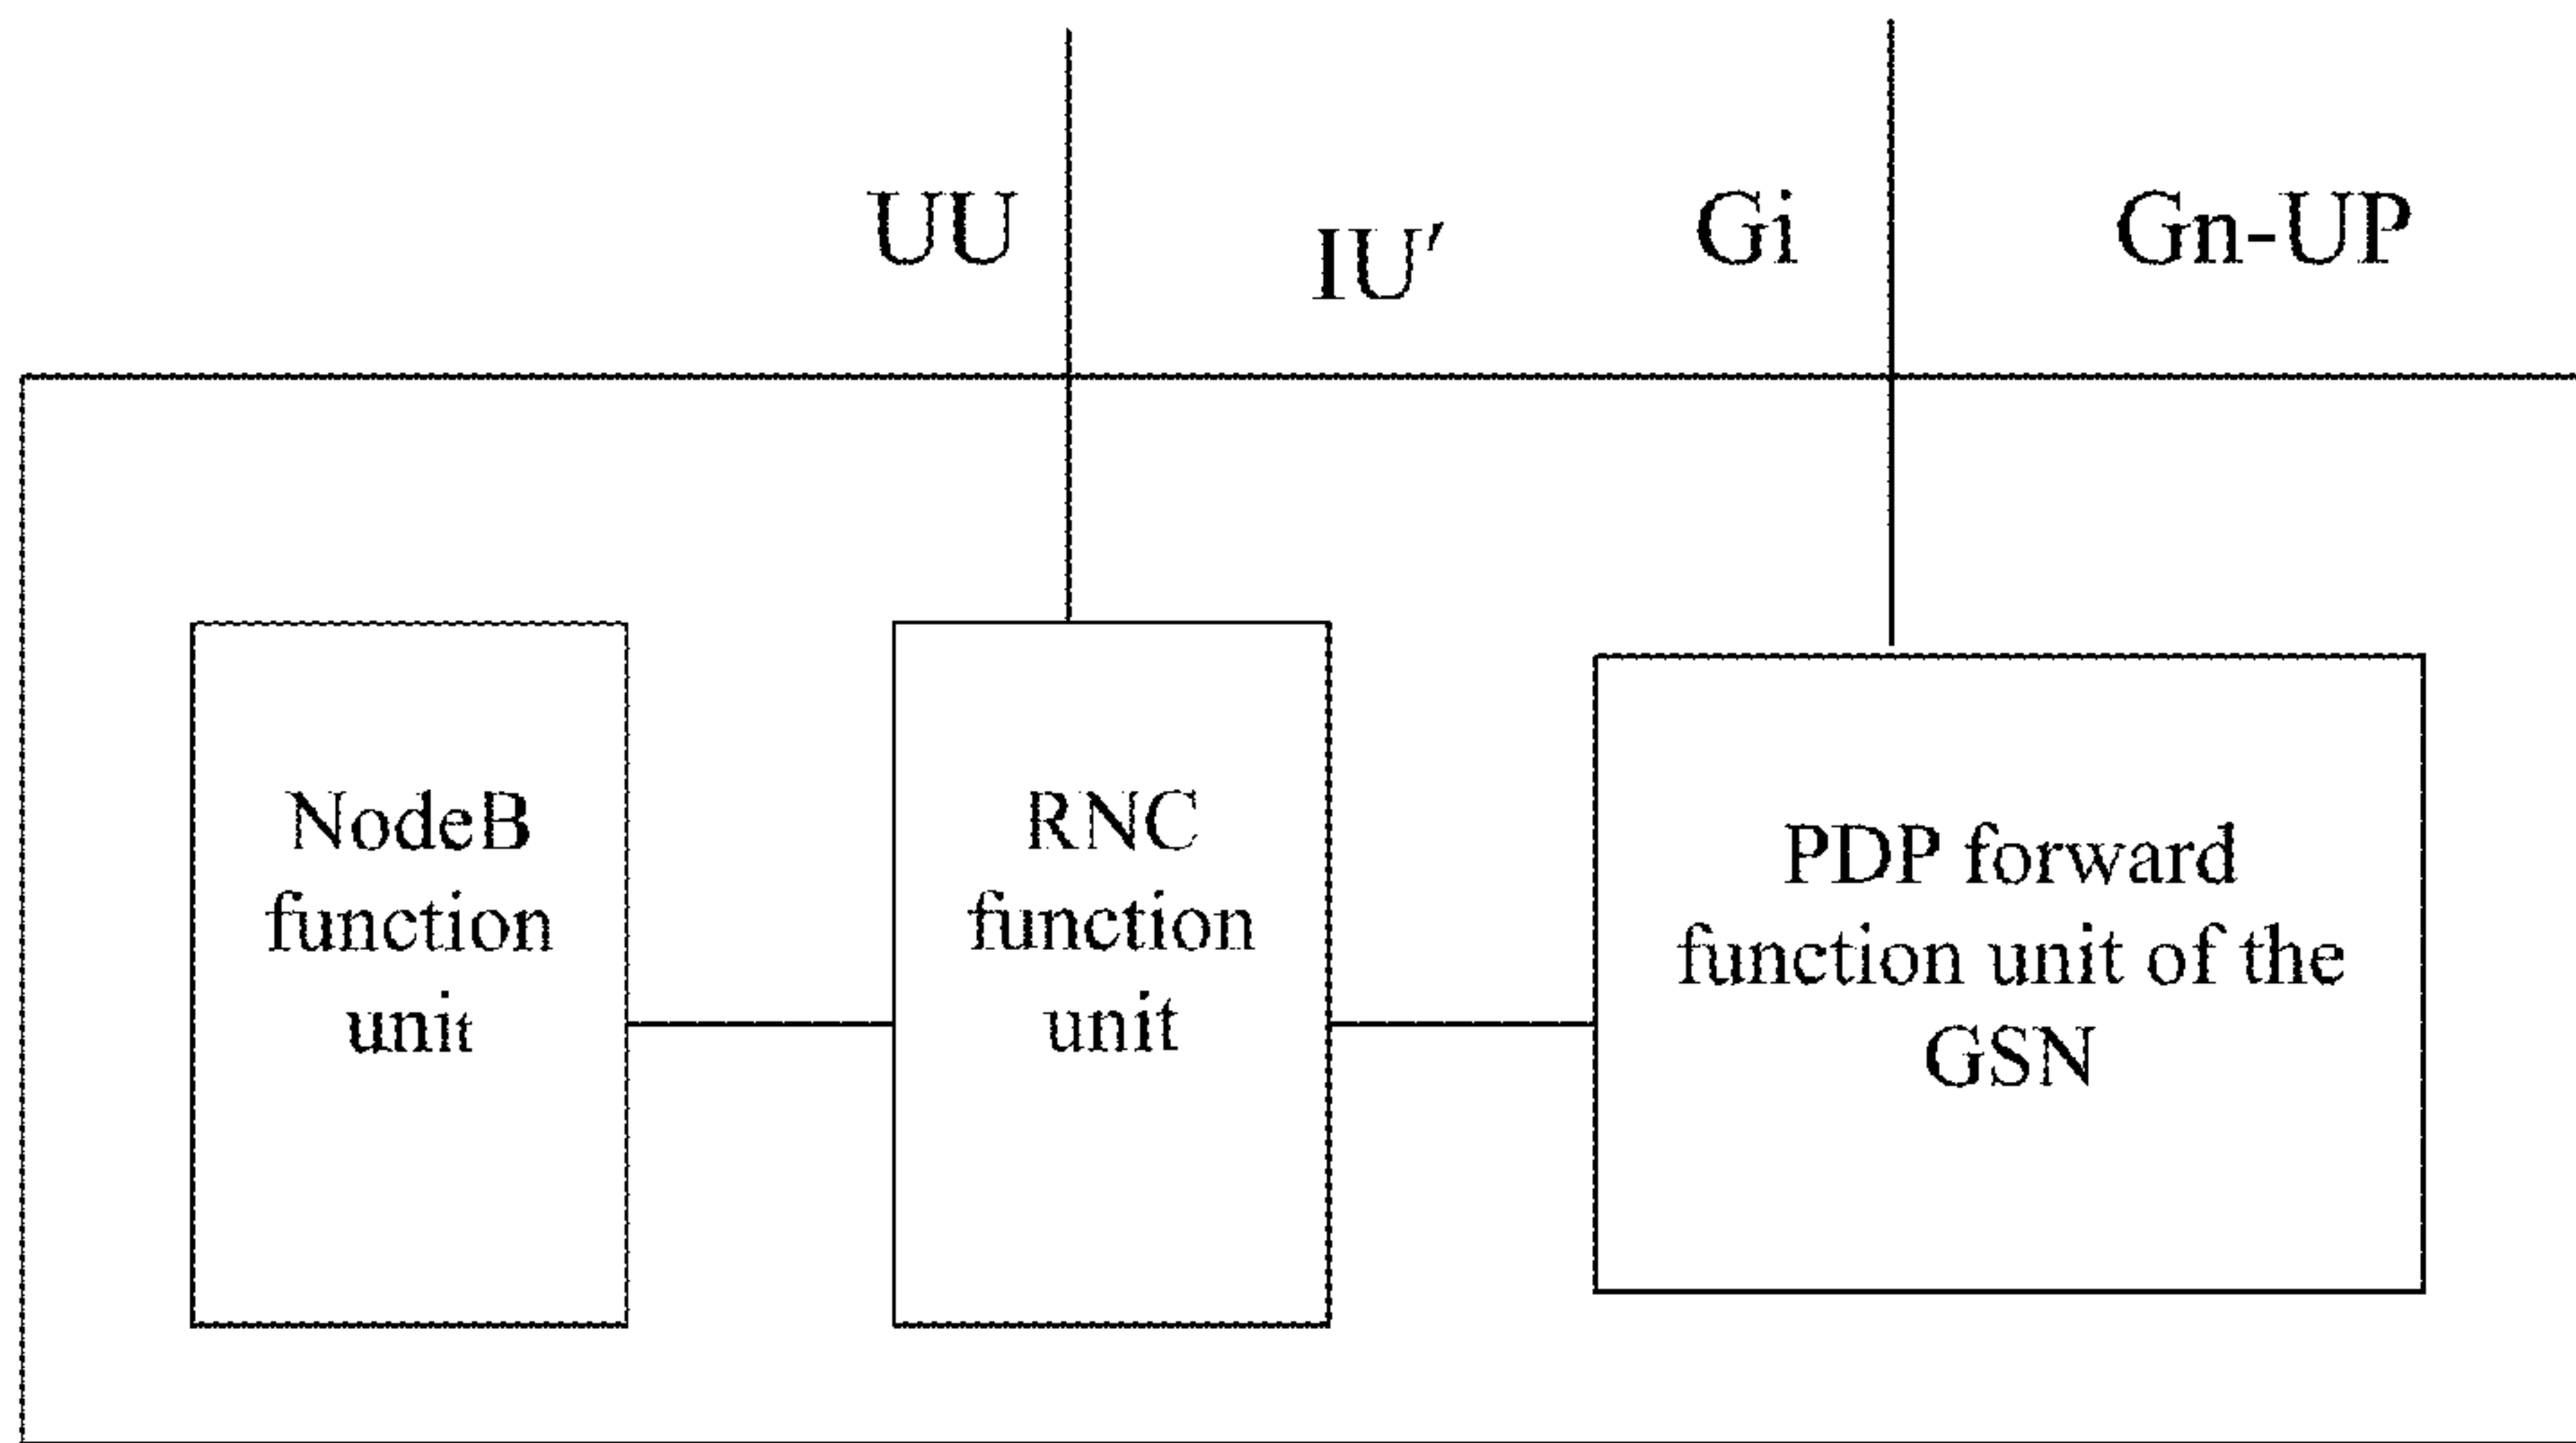 UU
IU′
Gi
Gn-UP
NodeB
function
unit
RNC
function
unit
PDP forward
function unit of the
GSN